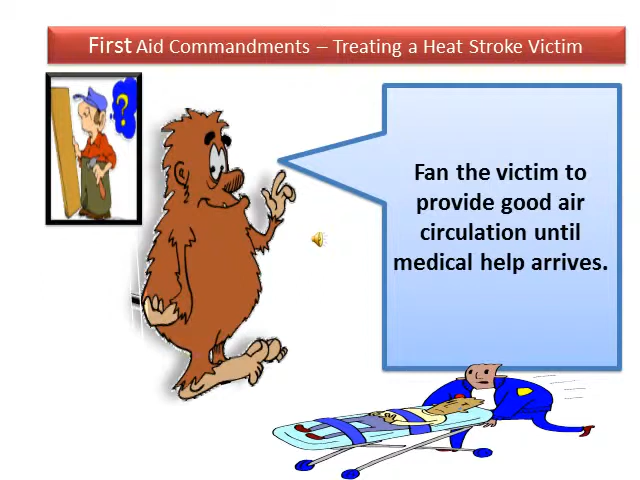 First Aid Commandments – Treating a Heat Stroke Victim
?
Fan the victim to
provide good air
circulation until
medical help arrives.